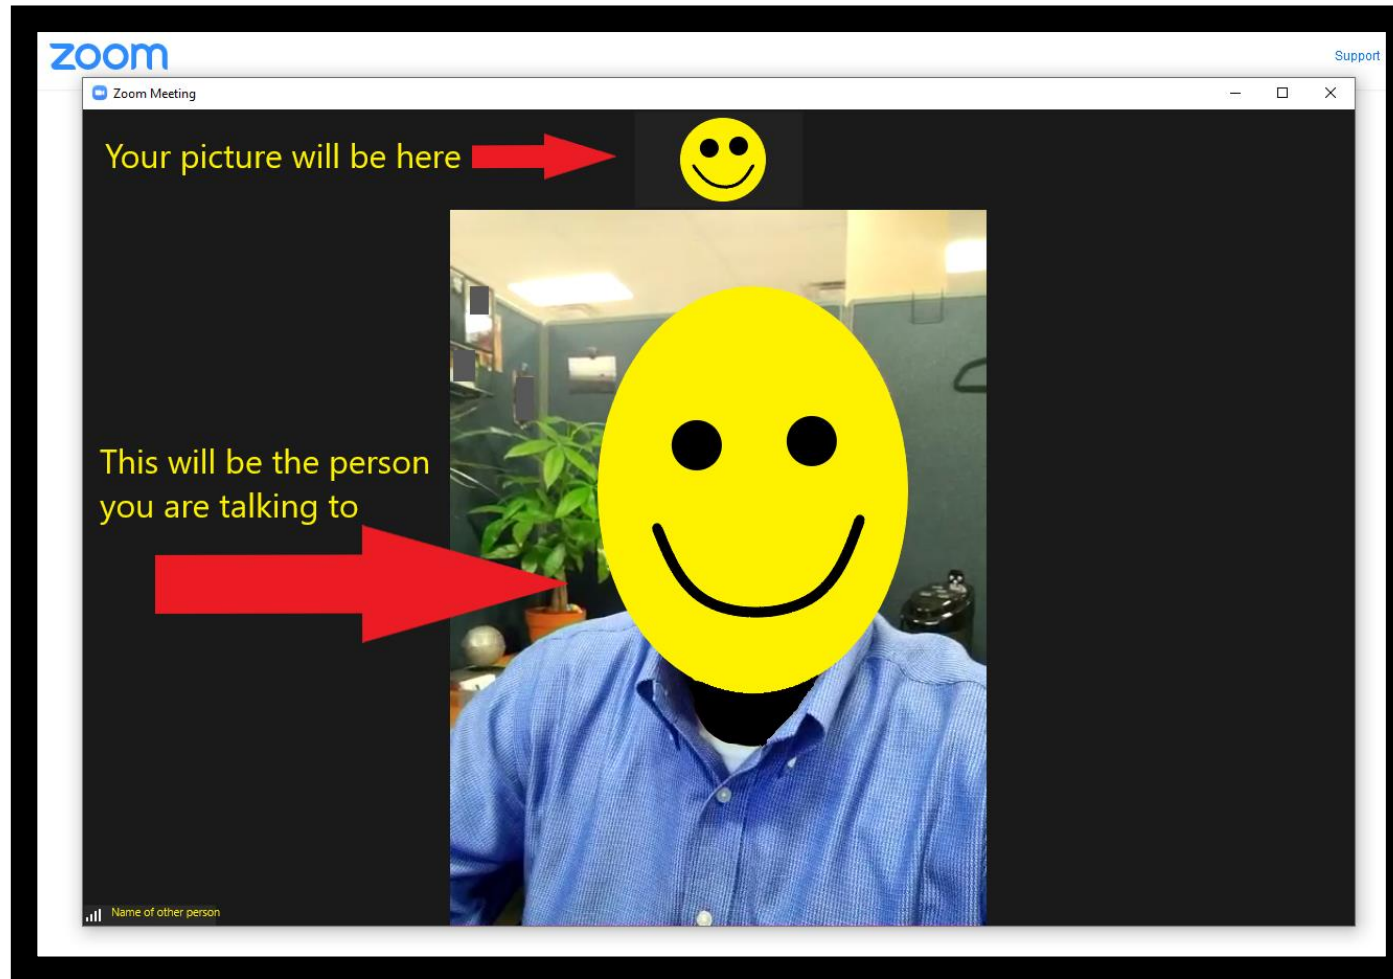 zoom
Support
Zoom Meeting
Your picture will be here
This will be the person
you are talking to
Name of other person